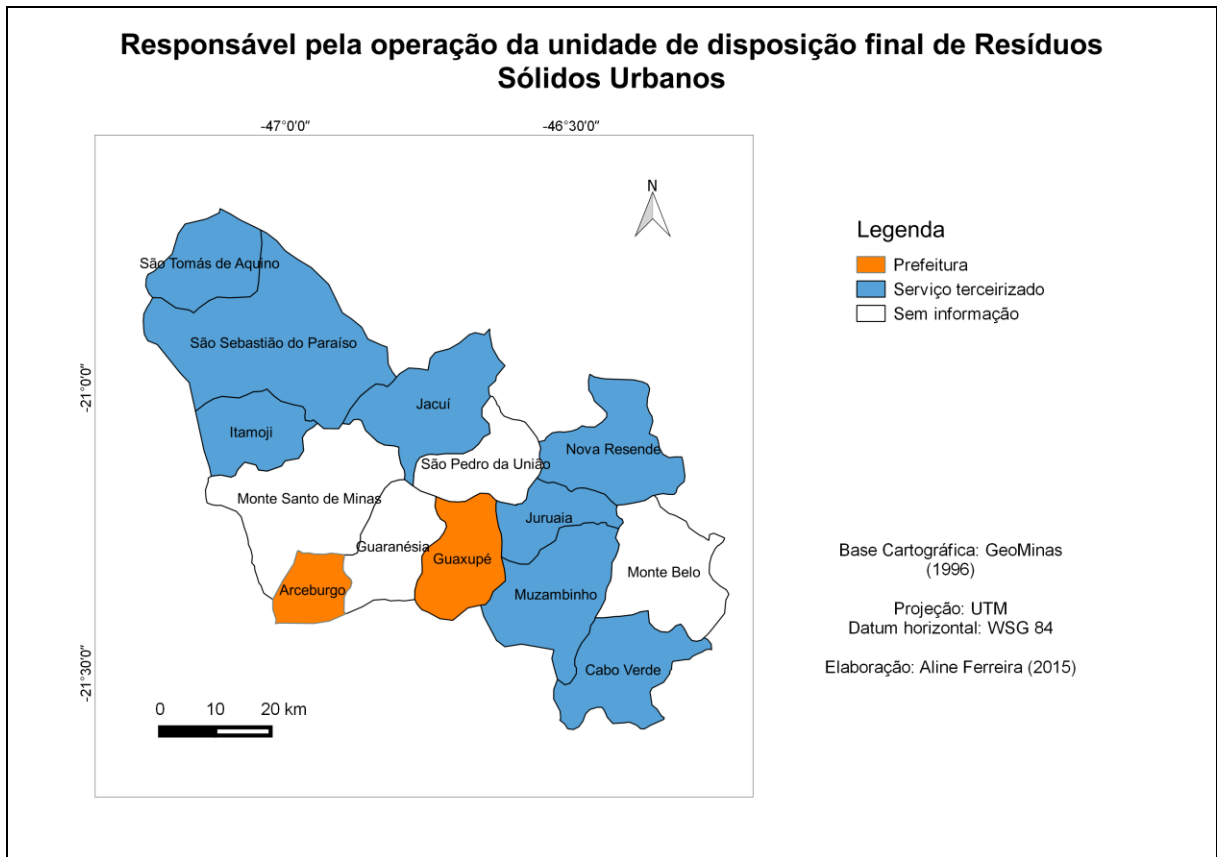 Responsável pela operação da unidade de disposição final de Resíduos
Sólidos Urbanos
-47°0'0"
-46°30'0"
N
São Tomás de Aquino
São Sebastião do Paraíso
Jacuí
Itamoji
Nova Resende
São Pedro da União
Monte Santo de Minas
Juruaia
Guaranésia
Guaxupé
Monte Belo
Arceburgo
Muzambinho
Cabo Verde
-21°0'0"
-21°30'0"
0 10 20 km
Legenda
Prefeitura
Serviço terceirizado
Sem informação
Base Cartográfica: GeoMinas
(1996)
Projeção: UTM
Datum horizontal: WSG 84
Elaboração: Aline Ferreira (2015)